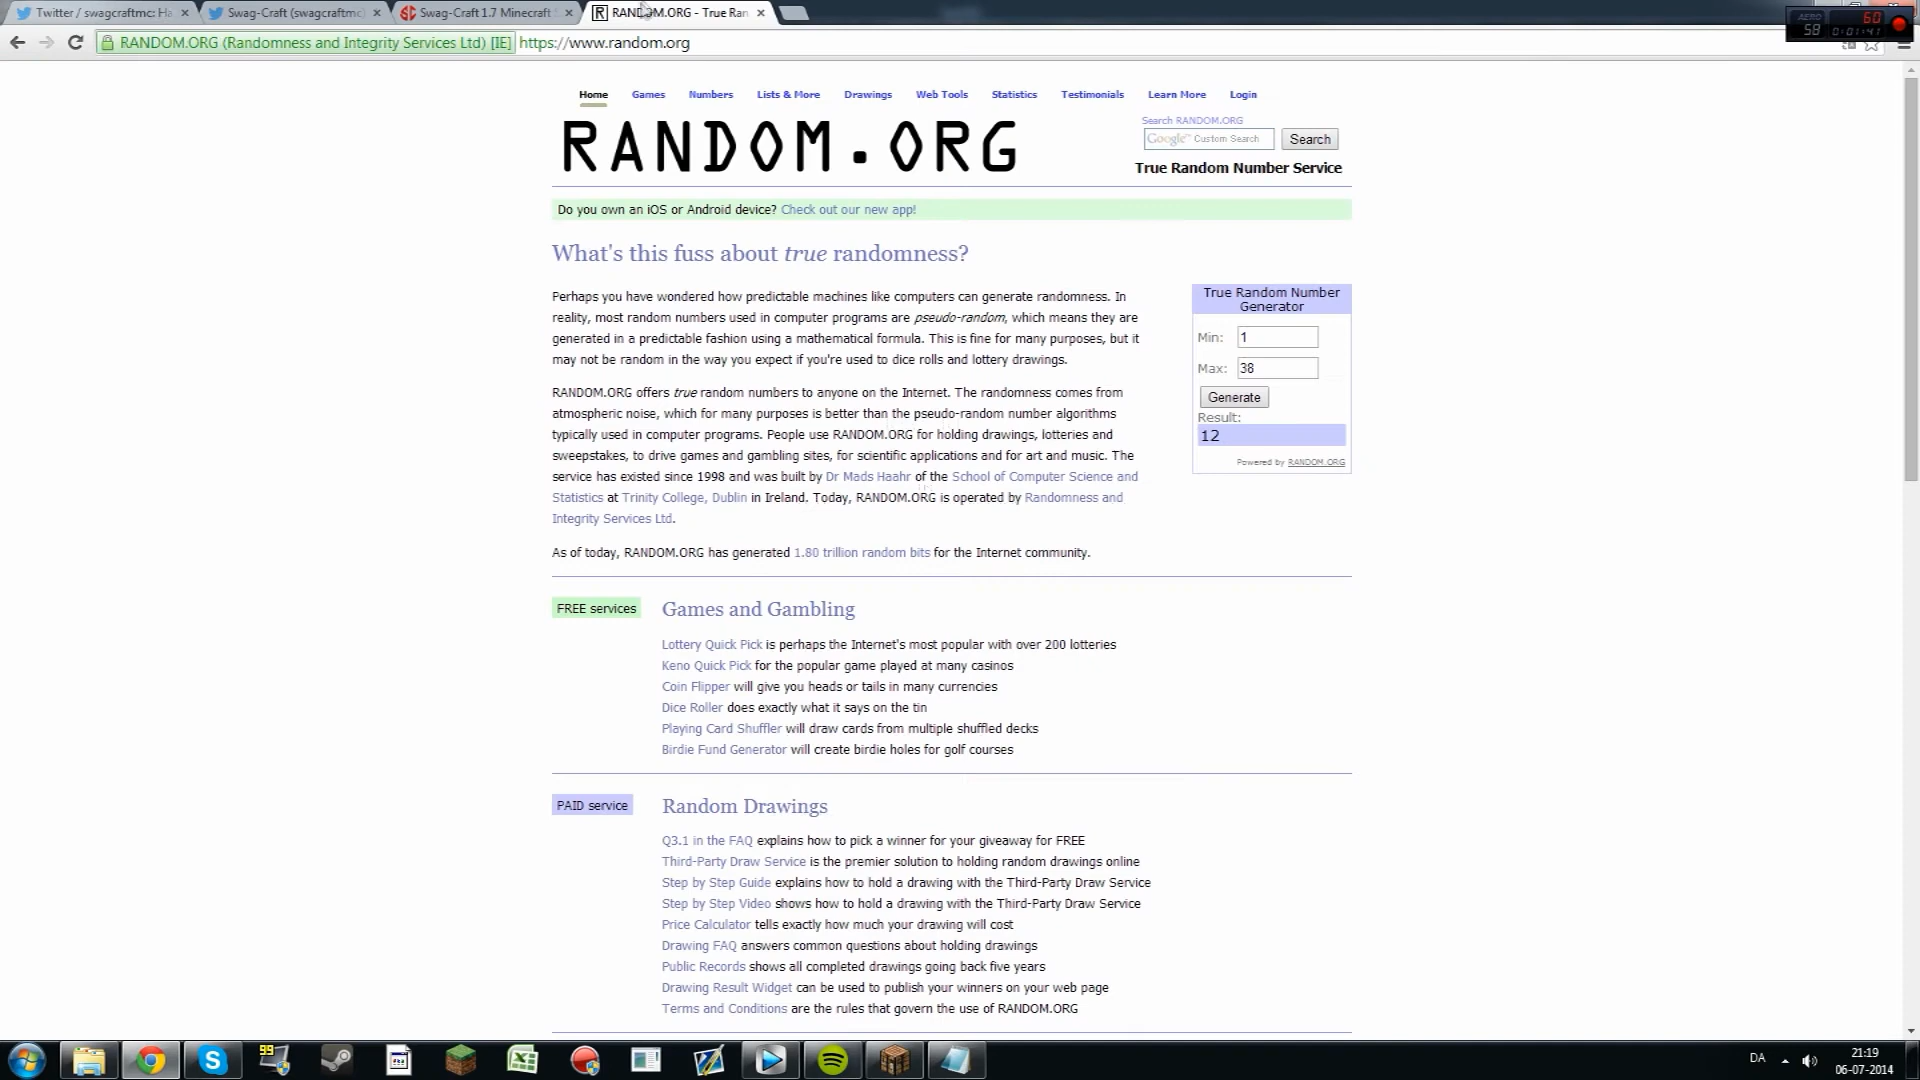 Twitter / swagcraftmc: Ha
Swag-Craft (swagcraftmc)
Swag-Craft 1.7 Minecraft
RANDOM.ORG - True Ran
AERO
58
60
0:01:41
RANDOM.ORG (Randomness and Integrity Services Ltd) [IE] https://www.random.org
Home Games Numbers Lists & More Drawings Web Tools Statistics Testimonials Learn More Login
RANDOM.ORG
Search RANDOM.ORG
Google™ Custom Search
Search
True Random Number Service
Do you own an iOS or Android device? Check out our new app!
What's this fuss about true randomness?
Perhaps you have wondered how predictable machines like computers can generate randomness. In
reality, most random numbers used in computer programs are pseudo-random, which means they are
generated in a predictable fashion using a mathematical formula. This is fine for many purposes, but it
may not be random in the way you expect if you're used to dice rolls and lottery drawings.
RANDOM.ORG offers true random numbers to anyone on the Internet. The randomness comes from
atmospheric noise, which for many purposes is better than the pseudo-random number algorithms
typically used in computer programs. People use RANDOM.ORG for holding drawings, lotteries and
sweepstakes, to drive games and gambling sites, for scientific applications and for art and music. The
service has existed since 1998 and was built by Dr Mads Haahr of the School of Computer Science and
Statistics at Trinity College, Dublin in Ireland. Today, RANDOM.ORG is operated by Randomness and
Integrity Services Ltd.
As of today, RANDOM.ORG has generated 1.80 trillion random bits for the Internet community.
True Random Number
Generator
Min: 1
Max: 38
Generate
Result:
12
Powered by RANDOM.ORG
FREE services
Games and Gambling
Lottery Quick Pick is perhaps the Internet's most popular with over 200 lotteries
Keno Quick Pick for the popular game played at many casinos
Coin Flipper will give you heads or tails in many currencies
Dice Roller does exactly what it says on the tin
Playing Card Shuffler will draw cards from multiple shuffled decks
Birdie Fund Generator will create birdie holes for golf courses
PAID service
Random Drawings
Q3.1 in the FAQ explains how to pick a winner for your giveaway for FREE
Third-Party Draw Service is the premier solution to holding random drawings online
Step by Step Guide explains how to hold a drawing with the Third-Party Draw Service
Step by Step Video shows how to hold a drawing with the Third-Party Draw Service
Price Calculator tells exactly how much your drawing will cost
Drawing FAQ answers common questions about holding drawings
Public Records shows all completed drawings going back five years
Drawing Result Widget can be used to publish your winners on your web page
Terms and Conditions are the rules that govern the use of RANDOM.ORG
99
DA
21:19
06-07-2014